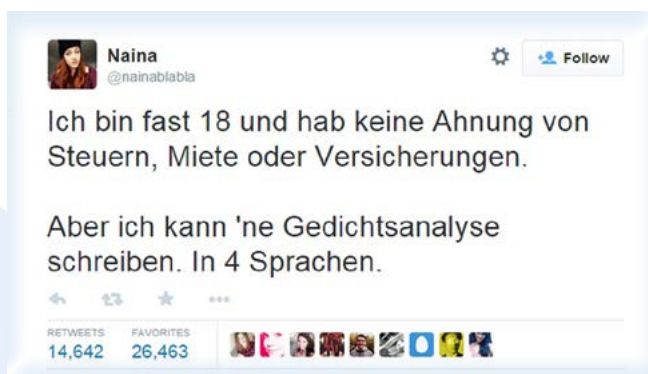 Naina
@nainablabla
Follow
Ich bin fast 18 und hab keine Ahnung von
Steuern, Miete oder Versicherungen.
Aber ich kann 'ne Gedichtsanalyse
schreiben. In 4 Sprachen.
RETWEETS FAVORITES
14,642 26,463